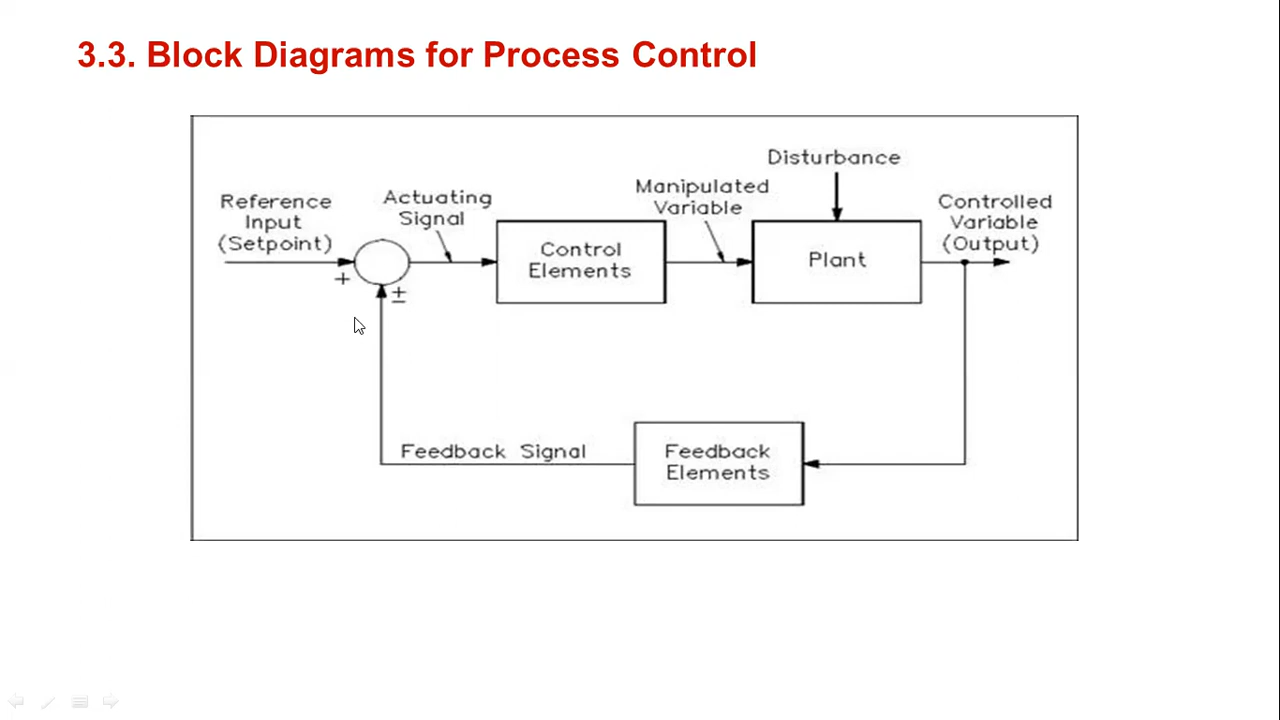 3.3. Block Diagrams for Process Control
Disturbance
Reference
Input
(Setpoint)
+
±
Actuating
Signal
Control
Elements
Manipulated
Variable
Plant
Controlled
Variable
(Output)
Feedback Signal
Feedback
Elements